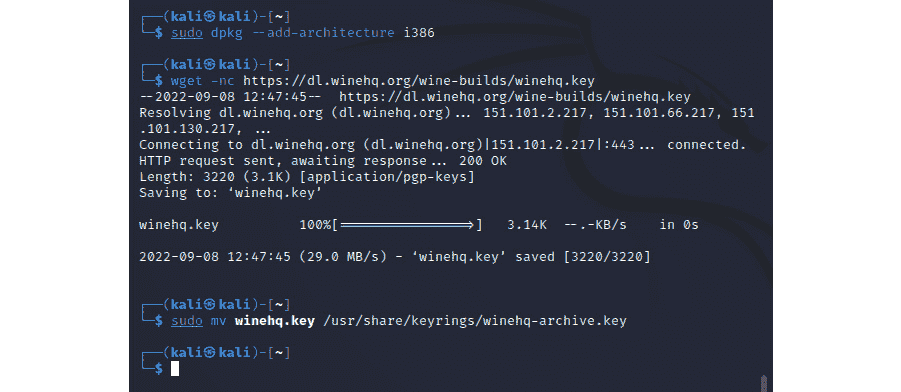 ┌──(kali㉿kali)-[~]
└─$ sudo dpkg --add-architecture i386
┌──(kali㉿kali)-[~]
└─$ wget -nc https://dl.winehq.org/wine-builds/winehq.key
--2022-09-08 12:47:45--  https://dl.winehq.org/wine-builds/winehq.key
Resolving dl.winehq.org (dl.winehq.org)... 151.101.2.217, 151.101.66.217, 151
.101.130.217, ...
Connecting to dl.winehq.org (dl.winehq.org)|151.101.2.217|:443... connected.
HTTP request sent, awaiting response... 200 OK
Length: 3220 (3.1K) [application/pgp-keys]
Saving to: ‘winehq.key’
winehq.key          100%[=================>]   3.14K  --.-KB/s    in 0s
2022-09-08 12:47:45 (29.0 MB/s) - ‘winehq.key’ saved [3220/3220]
┌──(kali㉿kali)-[~]
└─$ sudo mv winehq.key /usr/share/keyrings/winehq-archive.key
┌──(kali㉿kali)-[~]
└─$